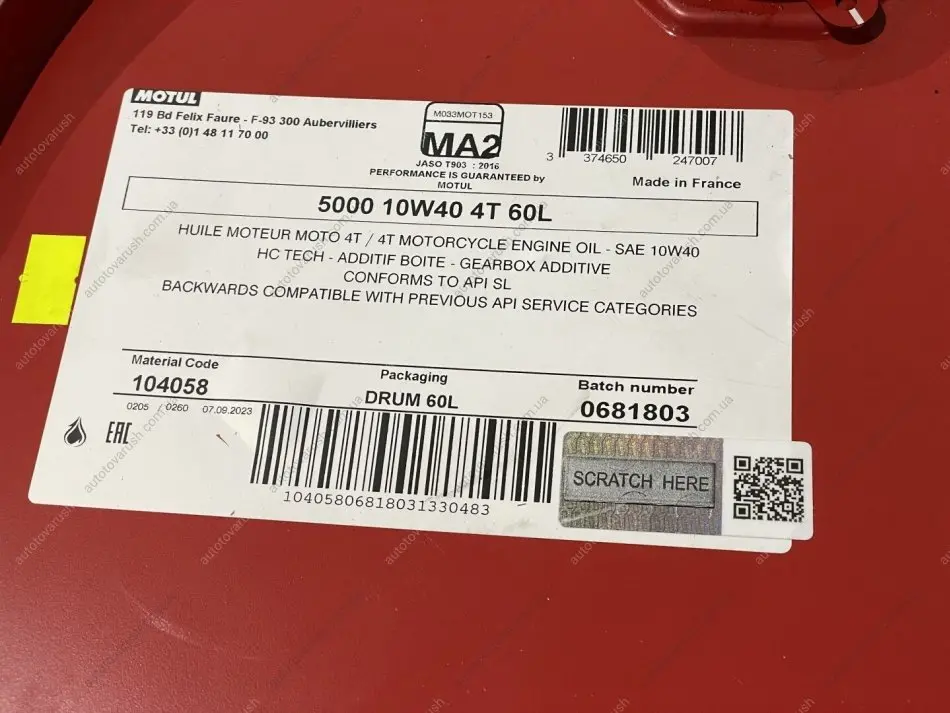 MOTUL
119 Bd Felix Faure - F-93 300 Aubervilliers
Tel: +33 (0)1 48 11 70 00
M033MOT153
MA2
JASO T903 : 2016
PERFORMANCE IS GUARANTEED by
MOTUL
3 374650 247007
Made in France
5000 10W40 4T 60L
HUILE MOTEUR MOTO 4T / 4T MOTORCYCLE ENGINE OIL - SAE 10W40
HC TECH - ADDITIF BOITE - GEARBOX ADDITIVE
CONFORMS TO API SL
BACKWARDS COMPATIBLE WITH PREVIOUS API SERVICE CATEGORIES
Material Code
104058
Packaging
DRUM 60L
Batch number
0681803
0205 0260 07.09.2023
EAC
10405806818031330483
SCRATCH HERE
autotovarush.com.ua